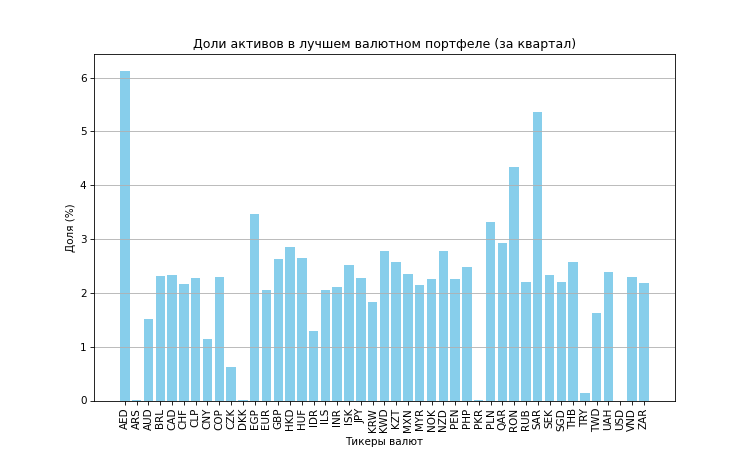 Доли активов в лучшем валютном портфеле (за квартал)
Доля (%)
6
5
4
3
2
1
0
AED ARS AUD BRL CAD CHF CLP CNY COP CZK DKK EGP EUR GBP HKD HUF IDR ILS INR ISK JPY KRW KWD KZT MXN MYR NOK NZD PEN PHP PKR PLN QAR RON RUB SAR SEK SGD THB TRY TWD UAH USD VND ZAR
Тикеры валют